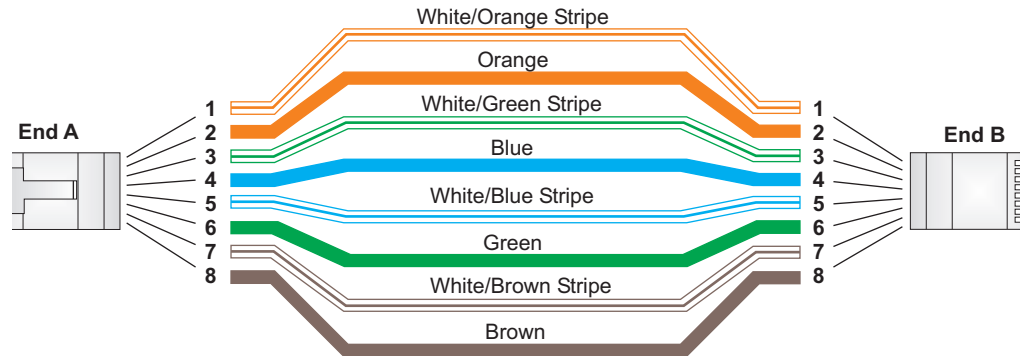 White/Orange Stripe
Orange
White/Green Stripe
Blue
White/Blue Stripe
Green
White/Brown Stripe
Brown
End A
1
2
3
4
5
6
7
8
End B
1
2
3
4
5
6
7
8